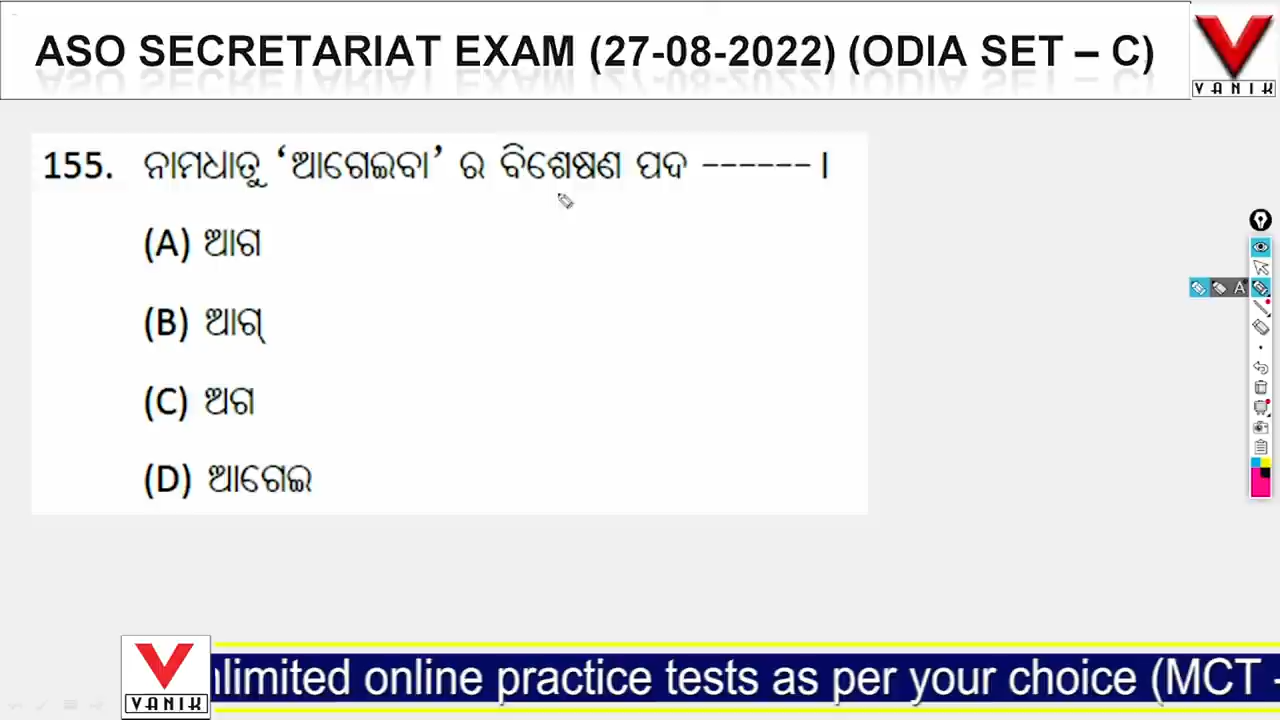 ASO SECRETARIAT EXAM (27-08-2022) (ODIA SET – C)
VANIK
155. ନାମଧାତୁ ‘ଆଗେଇବା’ ର ବିଶେଷଣ ପଦ ------ ।
(A) ଆଗ
(B) ଆଗ୍
(C) ଅଗ
(D) ଆଗେଇ
A
VANIK
nlimited online practice tests as per your choice (MCT -